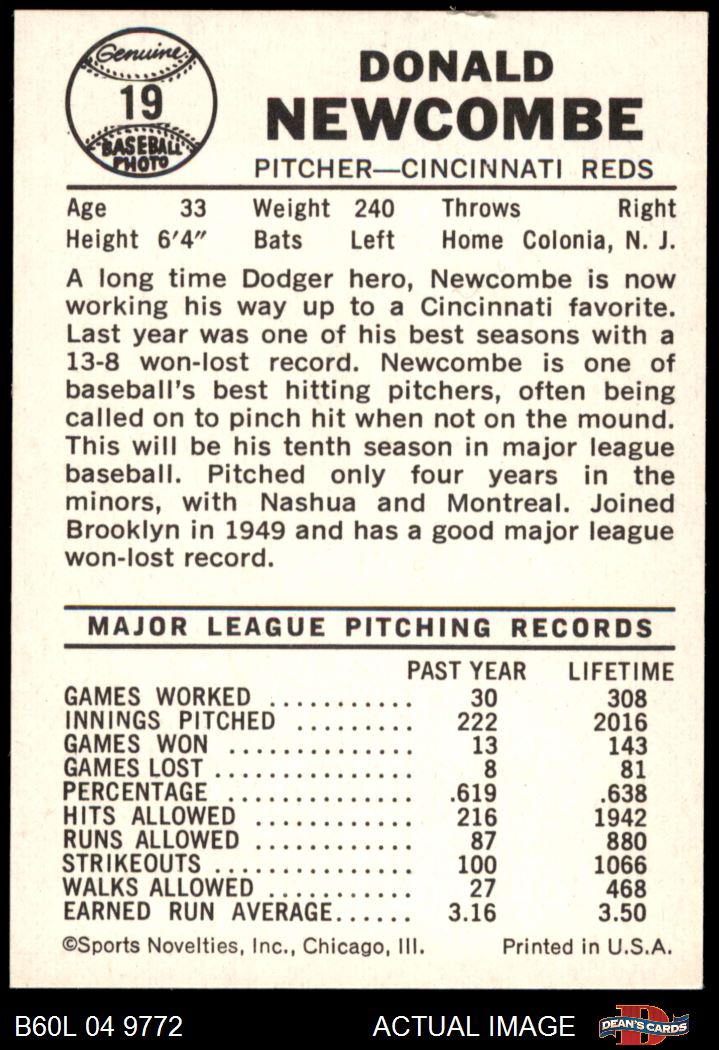 Genuine
19
BASEBALL
PHOTO
DONALD
NEWCOMBE
PITCHER—CINCINNATI REDS
Age 33 Weight 240 Throws Right
Height 6'4" Bats Left Home Colonia, N. J.
A long time Dodger hero, Newcombe is now
working his way up to a Cincinnati favorite.
Last year was one of his best seasons with a
13-8 won-lost record. Newcombe is one of
baseball's best hitting pitchers, often being
called on to pinch hit when not on the mound.
This will be his tenth season in major league
baseball. Pitched only four years in the
minors, with Nashua and Montreal. Joined
Brooklyn in 1949 and has a good major league
won-lost record.
MAJOR LEAGUE PITCHING RECORDS
PAST YEAR LIFETIME
GAMES WORKED ........... 30 308
INNINGS PITCHED ......... 222 2016
GAMES WON .............. 13 143
GAMES LOST ............... 8 81
PERCENTAGE .............. .619 .638
HITS ALLOWED ............ 216 1942
RUNS ALLOWED ............ 87 880
STRIKEOUTS ............... 100 1066
WALKS ALLOWED ........... 27 468
EARNED RUN AVERAGE...... 3.16 3.50
©Sports Novelties, Inc., Chicago, Ill. Printed in U.S.A.
B60L 04 9772 ACTUAL IMAGE D DEAN'S CARDS